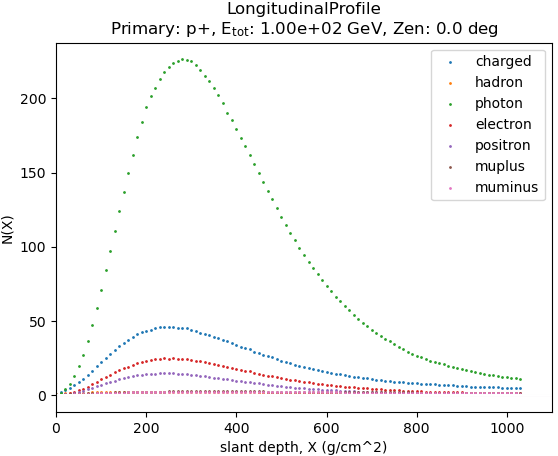 LongitudinalProfile
Primary: p+, E_tot: 1.00e+02 GeV, Zen: 0.0 deg
charged
hadron
photon
electron
positron
muplus
muminus
N(X)
200
150
100
50
0
0 200 400 600 800 1000
slant depth, X (g/cm^2)